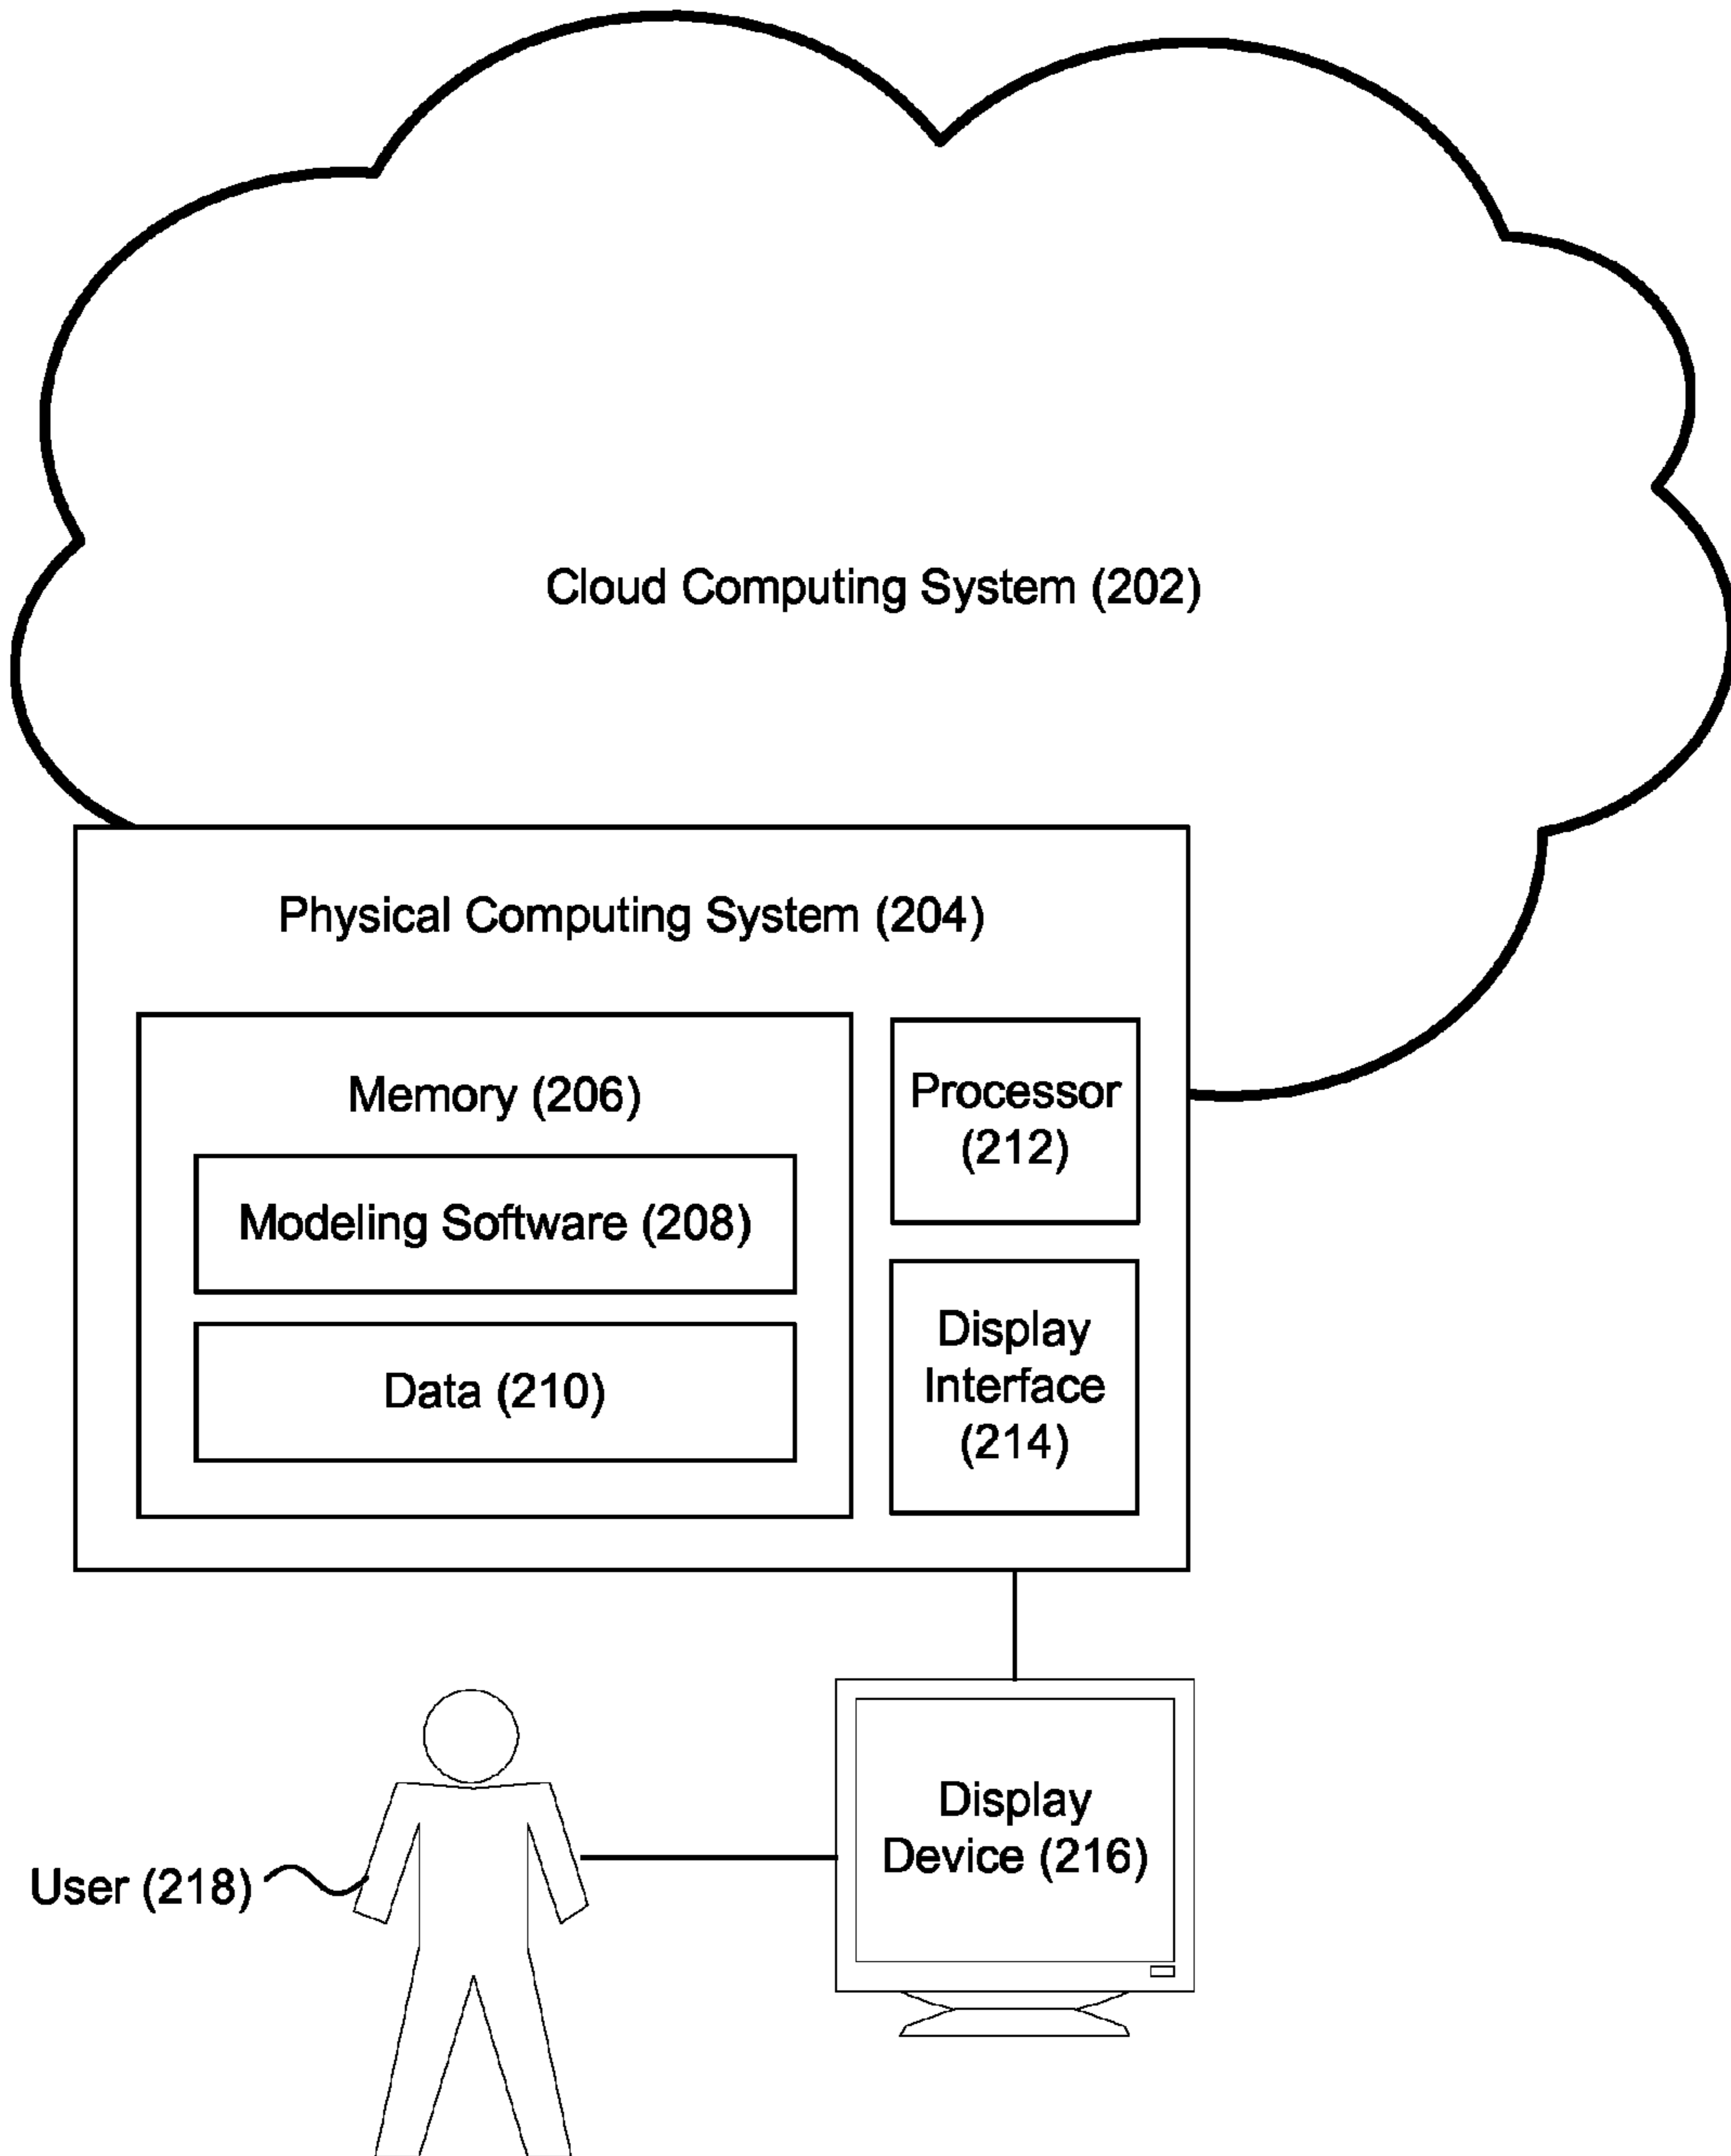 Cloud Computing System (202)
Physical Computing System (204)
Memory (206)
Modeling Software (208)
Data (210)
Processor
(212)
Display
Interface
(214)
Display
Device (216)
User (218)